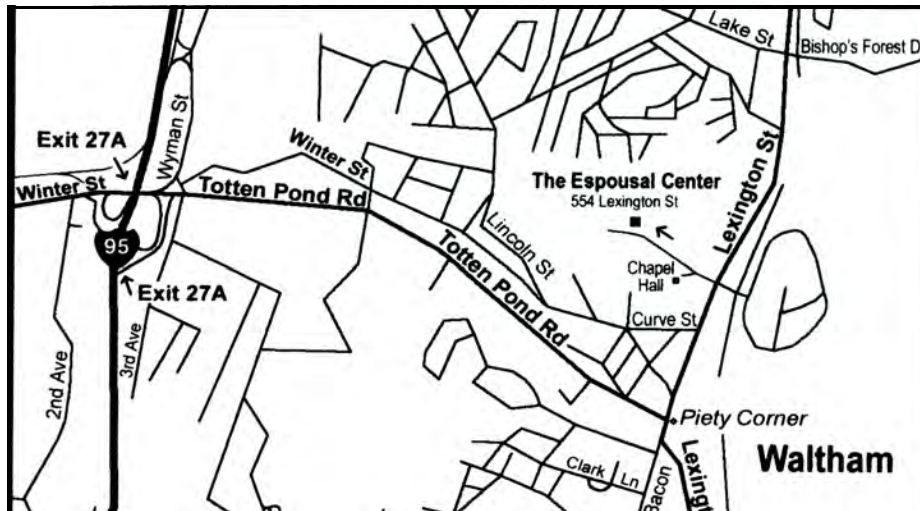 Lake St
Bishop's Forest D
Exit 27A
Wyman St
Winter St
Winter St
Totten Pond Rd
The Espousal Center
554 Lexington St
Lexington St
Lincoln St
95
Exit 27A
Totten Pond Rd
Chapel
Hall
Curve St
2nd Ave
3rd Ave
Piety Corner
Waltham
Clark Ln
Bacon
Lexingt